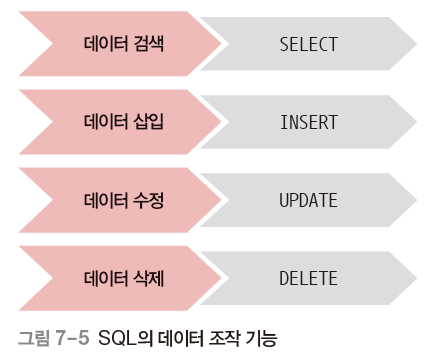 데이터 검색 SELECT
데이터 삽입 INSERT
데이터 수정 UPDATE
데이터 삭제 DELETE
그림 7-5 SQL의 데이터 조작 기능